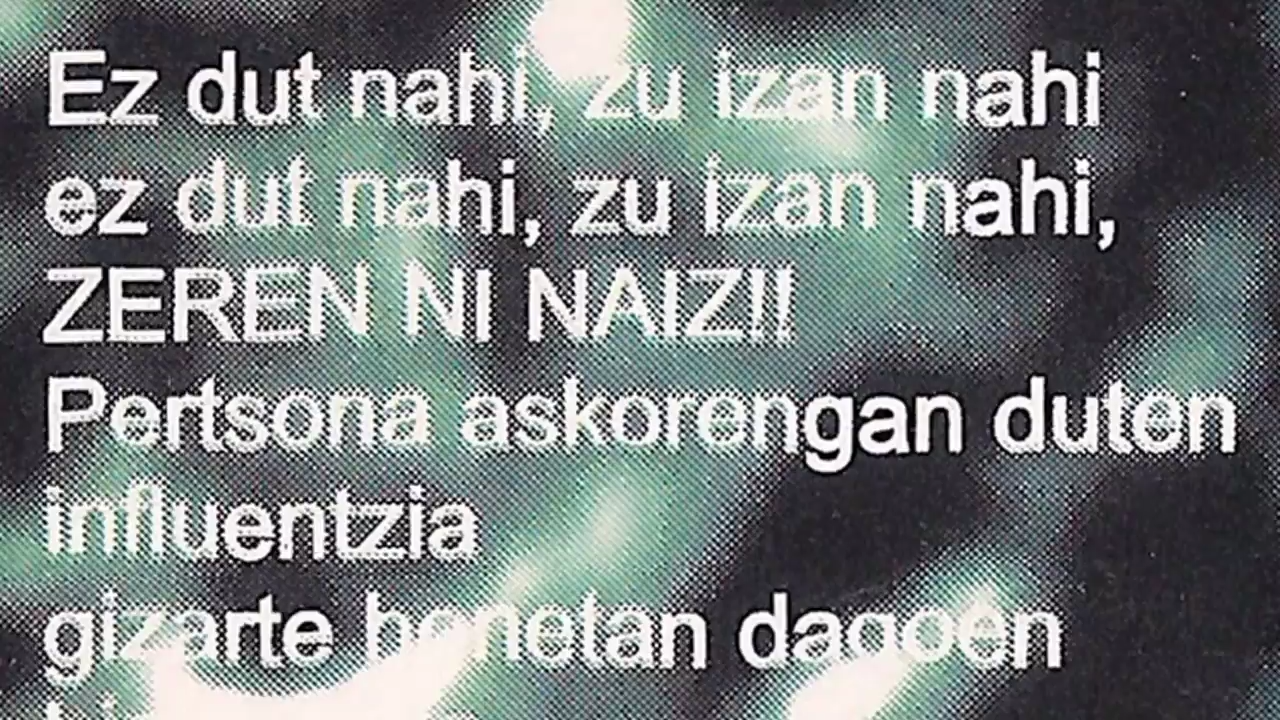 Ez dut nahi, zu izan nahi
ez dut nahi, zu izan nahi,
ZEREN NI NAIZ!!
Pertsona askorengan duten
influentzia
gizarte honetan dagoen